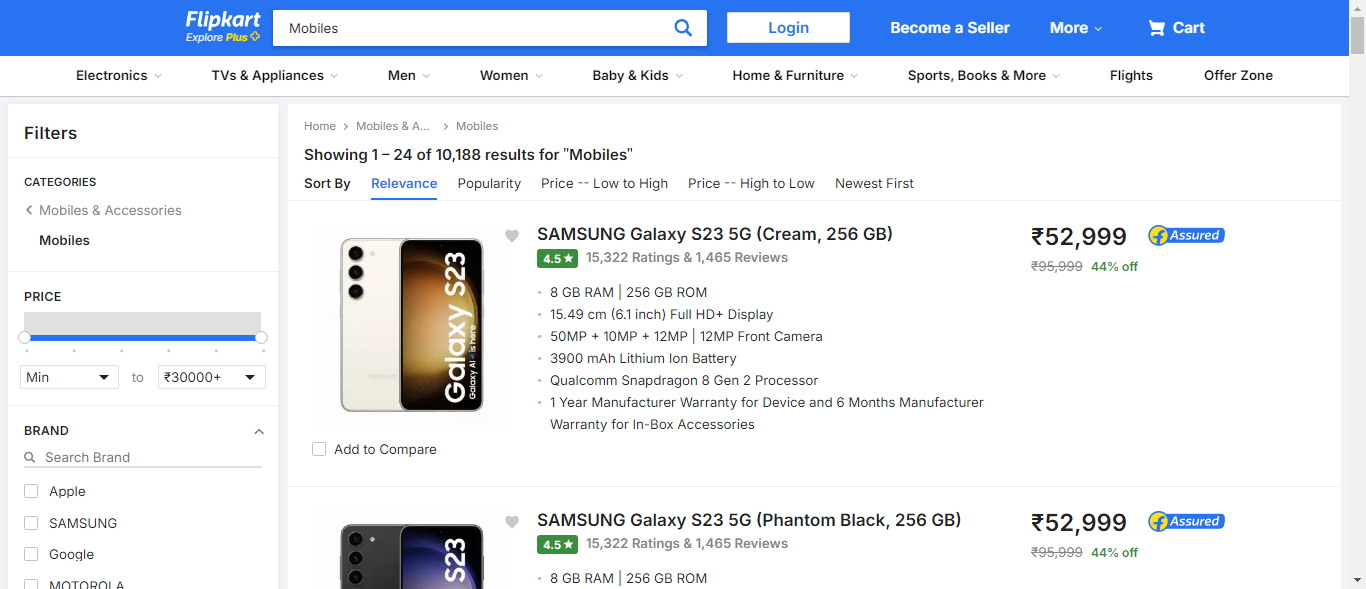 Flipkart
Explore Plus
Mobiles
Login
Become a Seller
More
Cart
Electronics
TVs & Appliances
Men
Women
Baby & Kids
Home & Furniture
Sports, Books & More
Flights
Offer Zone
Filters
CATEGORIES
Mobiles & Accessories
Mobiles
PRICE
Min
to
₹30000+
BRAND
Search Brand
Apple
SAMSUNG
Google
MOTOROLA
Home
Mobiles & A...
Mobiles
Showing 1 – 24 of 10,188 results for "Mobiles"
Sort By
Relevance
Popularity
Price -- Low to High
Price -- High to Low
Newest First
Galaxy S23
Galaxy AI is here
Add to Compare
SAMSUNG Galaxy S23 5G (Cream, 256 GB)
4.5★
15,322 Ratings & 1,465 Reviews
8 GB RAM | 256 GB ROM
15.49 cm (6.1 inch) Full HD+ Display
50MP + 10MP + 12MP | 12MP Front Camera
3900 mAh Lithium Ion Battery
Qualcomm Snapdragon 8 Gen 2 Processor
1 Year Manufacturer Warranty for Device and 6 Months Manufacturer
Warranty for In-Box Accessories
₹52,999
Assured
₹95,999 44% off
S23
SAMSUNG Galaxy S23 5G (Phantom Black, 256 GB)
4.5★
15,322 Ratings & 1,465 Reviews
8 GB RAM | 256 GB ROM
₹52,999
Assured
₹95,999 44% off